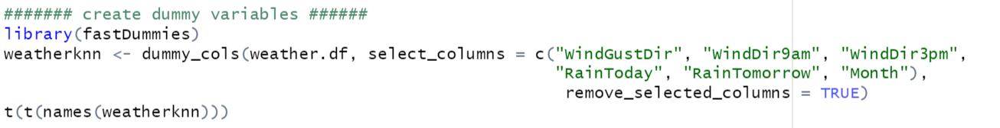 ####### create dummy variables ######
library(fastDummies)
weatherknn <- dummy_cols(weather.df, select_columns = c("WindGustDir", "WindDir9am", "WindDir3pm",
"RainToday", "RainTomorrow", "Month"),
remove_selected_columns = TRUE)
t(t(names(weatherknn)))